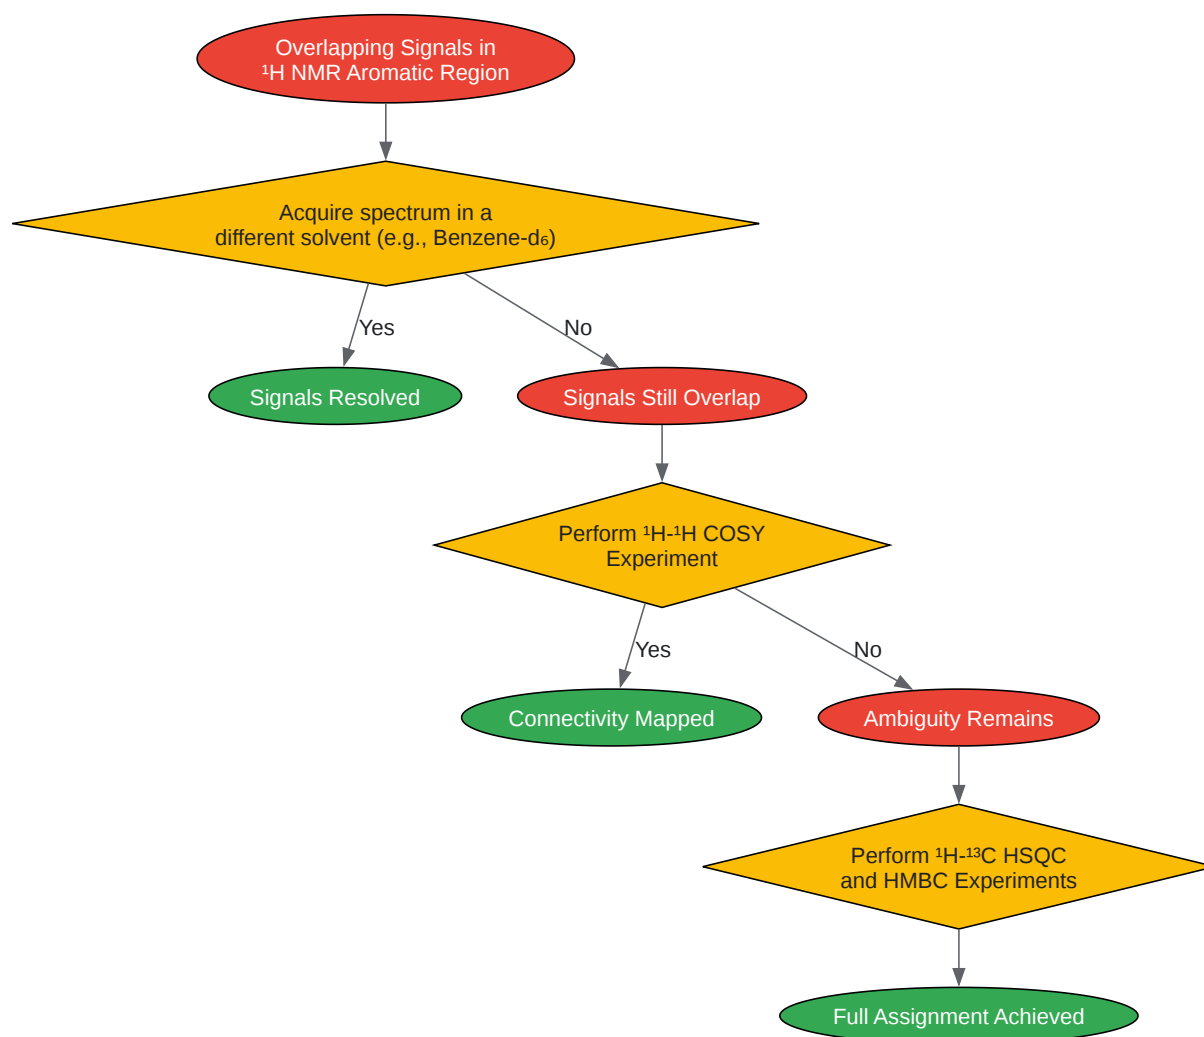 Overlapping Signals in
¹H NMR Aromatic Region
Acquire spectrum in a
different solvent (e.g., Benzene-d₆)
Yes
No
Signals Resolved
Signals Still Overlap
Perform ¹H-¹H COSY
Experiment
Yes
No
Connectivity Mapped
Ambiguity Remains
Perform ¹H-¹³C HSQC
and HMBC Experiments
Full Assignment Achieved